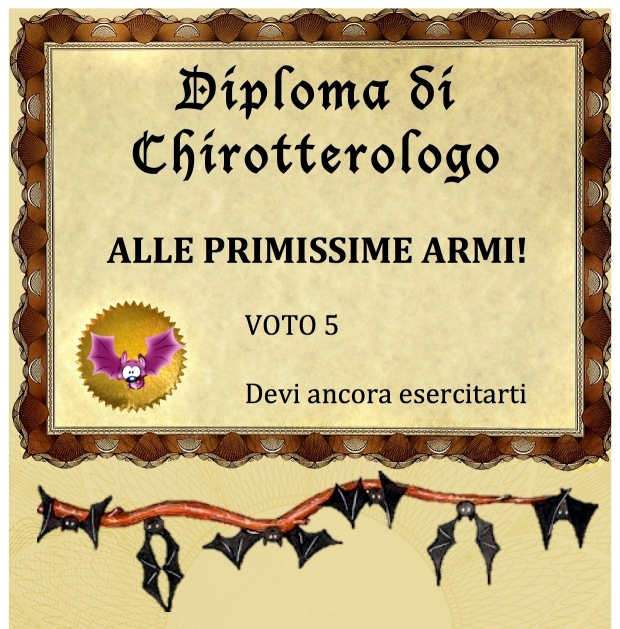 Diploma di
Chirotterologo
ALLE PRIMISSIME ARMI!
VOTO 5
Devi ancora esercitarti